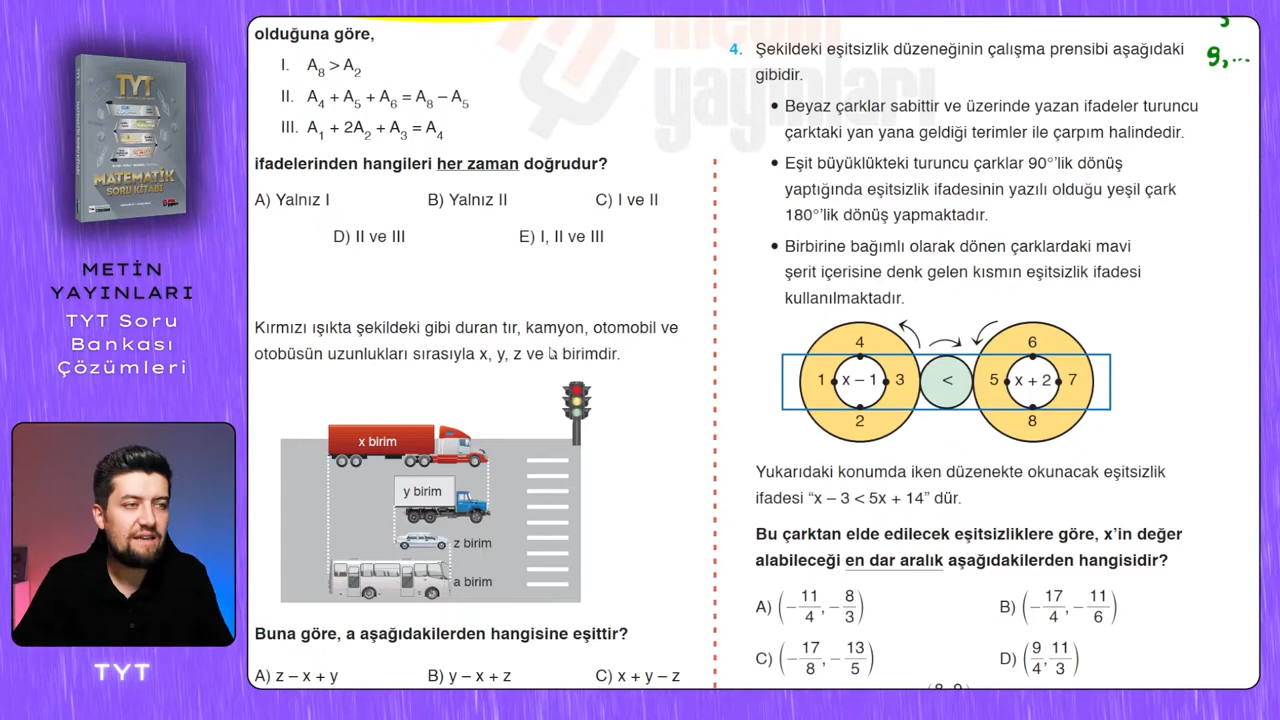 TYT
MATEMATİK
SORU KİTABI
METİN
YAYINLARI
TYT Soru
Bankası
Çözümleri
TYT
olduğuna göre,
I. A₈ > A₂
II. A₄ + A₅ + A₆ = A₈ – A₅
III. A₁ + 2A₂ + A₃ = A₄
ifadelerinden hangileri her zaman doğrudur?
A) Yalnız I B) Yalnız II C) I ve II
D) II ve III E) I, II ve III
Kırmızı ışıkta şekildeki gibi duran tır, kamyon, otomobil ve
otobüsün uzunlukları sırasıyla x, y, z ve a birimdir.
x birim
y birim
z birim
a birim
Buna göre, a aşağıdakilerden hangisine eşittir?
A) z – x + y B) y – x + z C) x + y – z
yayınları
9,...
4. Şekildeki eşitsizlik düzeneğinin çalışma prensibi aşağıdaki
gibidir.
• Beyaz çarklar sabittir ve üzerinde yazan ifadeler turuncu
çarktaki yan yana geldiği terimler ile çarpım halindedir.
• Eşit büyüklükteki turuncu çarklar 90°'lik dönüş
yaptığında eşitsizlik ifadesinin yazılı olduğu yeşil çark
180°'lik dönüş yapmaktadır.
• Birbirine bağımlı olarak dönen çarklardaki mavi
şerit içerisine denk gelen kısmın eşitsizlik ifadesi
kullanılmaktadır.
4 6
1 x – 1 3 < 5 x + 2 7
2 8
Yukarıdaki konumda iken düzenekte okunacak eşitsizlik
ifadesi “x – 3 < 5x + 14” dür.
Bu çarktan elde edilecek eşitsizliklere göre, x'in değer
alabileceği en dar aralık aşağıdakilerden hangisidir?
A) (–11/4, –8/3) B) (–17/4, –11/6)
C) (–17/8, –13/5) D) (9/4, 11/3)